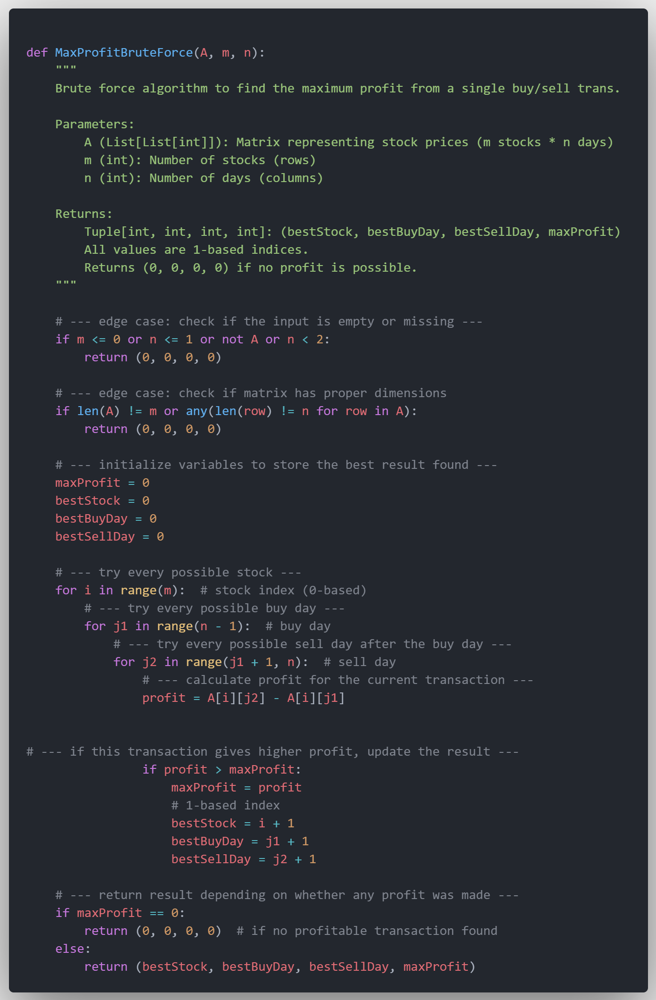 def MaxProfitBruteForce(A, m, n):
    """
    Brute force algorithm to find the maximum profit from a single buy/sell trans.

    Parameters:
        A (List[List[int]]): Matrix representing stock prices (m stocks * n days)
        m (int): Number of stocks (rows)
        n (int): Number of days (columns)

    Returns:
        Tuple[int, int, int, int]: (bestStock, bestBuyDay, bestSellDay, maxProfit)
        All values are 1-based indices.
        Returns (0, 0, 0, 0) if no profit is possible.
    """

    # --- edge case: check if the input is empty or missing ---
    if m <= 0 or n <= 1 or not A or n < 2:
        return (0, 0, 0, 0)

    # --- edge case: check if matrix has proper dimensions
    if len(A) != m or any(len(row) != n for row in A):
        return (0, 0, 0, 0)

    # --- initialize variables to store the best result found ---
    maxProfit = 0
    bestStock = 0
    bestBuyDay = 0
    bestSellDay = 0

    # --- try every possible stock ---
    for i in range(m):  # stock index (0-based)
        # --- try every possible buy day ---
        for j1 in range(n - 1):  # buy day
            # --- try every possible sell day after the buy day ---
            for j2 in range(j1 + 1, n):  # sell day
                # --- calculate profit for the current transaction ---
                profit = A[i][j2] - A[i][j1]


# --- if this transaction gives higher profit, update the result ---
                if profit > maxProfit:
                    maxProfit = profit
                    # 1-based index
                    bestStock = i + 1
                    bestBuyDay = j1 + 1
                    bestSellDay = j2 + 1

    # --- return result depending on whether any profit was made ---
    if maxProfit == 0:
        return (0, 0, 0, 0)  # if no profitable transaction found
    else:
        return (bestStock, bestBuyDay, bestSellDay, maxProfit)